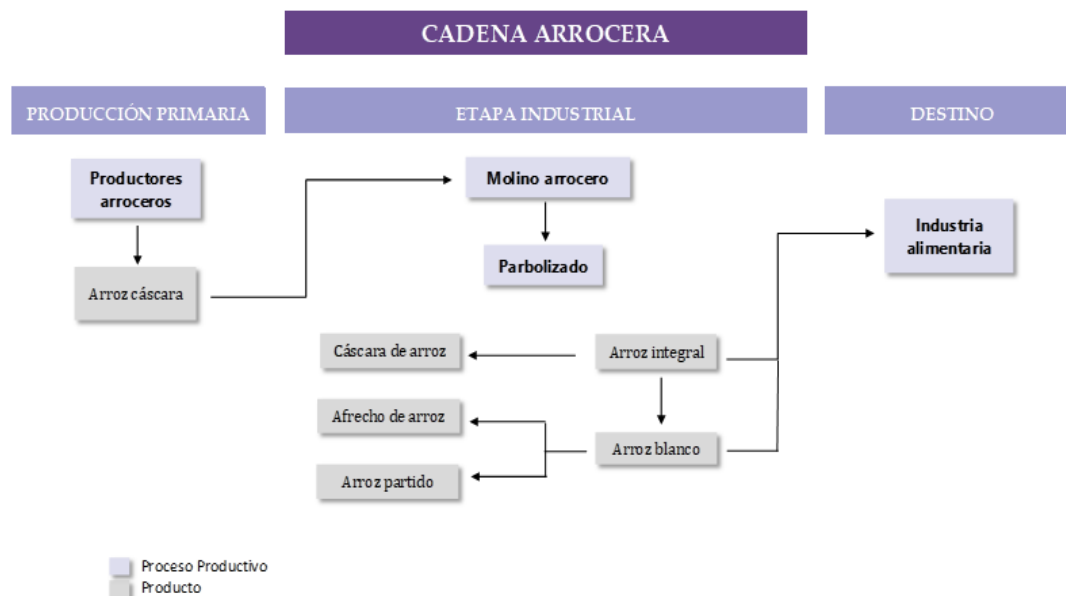 CADENA ARROCERA
PRODUCCIÓN PRIMARIA
ETAPA INDUSTRIAL
DESTINO
Productores
arroceros
Molino arrocero
Industria
alimentaria
Parbolizado
Arroz cáscara
Cáscara de arroz
Arroz integral
Afrecho de arroz
Arroz blanco
Arroz partido
Proceso Productivo
Producto